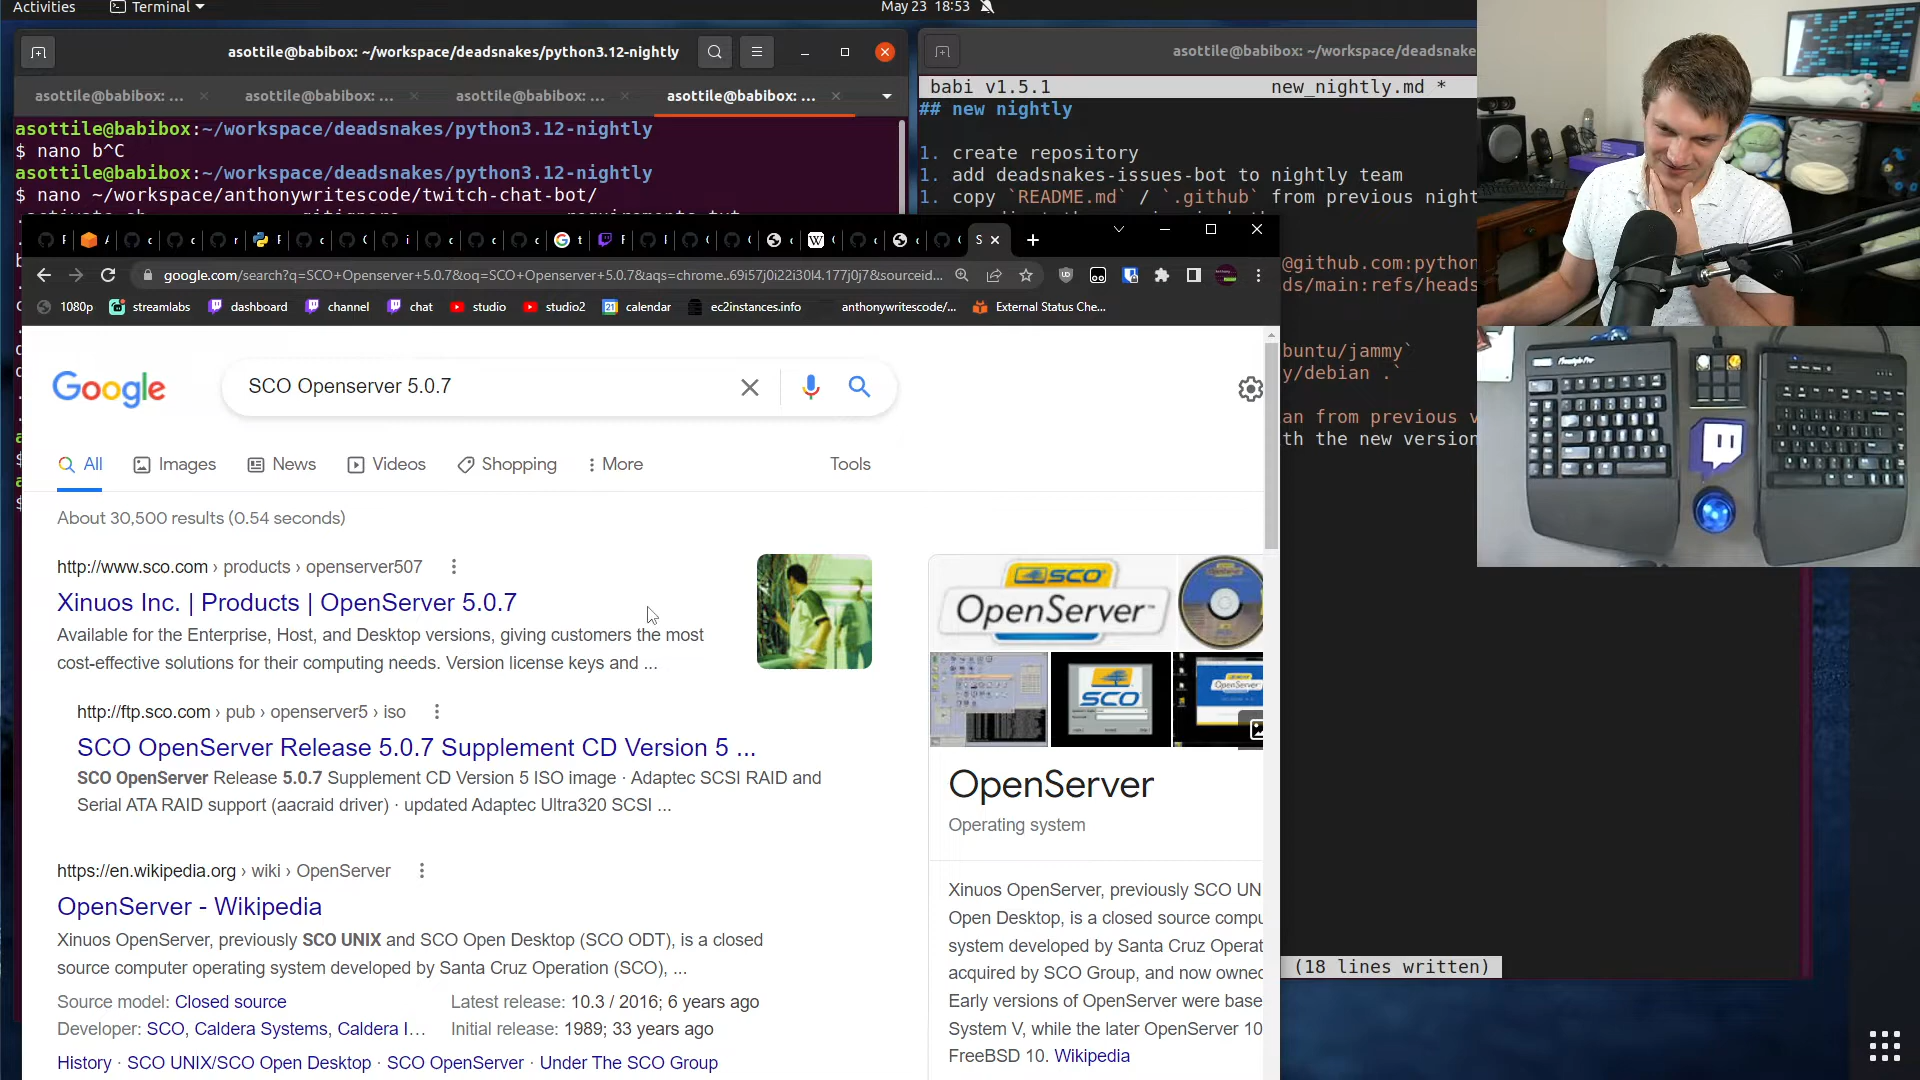 Activities
Terminal
May 23 18:53
asottile@babibox: ~/workspace/deadsnakes/python3.12-nightly
asottile@babibox: ...
asottile@babibox: ...
asottile@babibox: ...
asottile@babibox: ...
asottile@babibox:~/workspace/deadsnakes/python3.12-nightly
$ nano b^C
asottile@babibox:~/workspace/deadsnakes/python3.12-nightly
$ nano ~/workspace/anthonywritescode/twitch-chat-bot/
asottile@babibox: ~/workspace/deadsnake
babi v1.5.1 new_nightly.md *
## new nightly
1. create repository
1. add deadsnakes-issues-bot to nightly team
1. copy `README.md` / `.github` from previous night
@github.com:python
ds/main:refs/heads
buntu/jammy`
y/debian .`
an from previous v
th the new version
(18 lines written)
google.com/search?q=SCO+Openserver+5.0.7&oq=SCO+Openserver+5.0.7&aqs=chrome..69i57j0i22i30l4.177j0j7&sourceid...
1080p
streamlabs
dashboard
channel
chat
studio
studio2
calendar
ec2instances.info
anthonywritescode/...
External Status Che...
Google
SCO Openserver 5.0.7
All
Images
News
Videos
Shopping
More
Tools
About 30,500 results (0.54 seconds)
http://www.sco.com › products › openserver507
Xinuos Inc. | Products | OpenServer 5.0.7
Available for the Enterprise, Host, and Desktop versions, giving customers the most
cost-effective solutions for their computing needs. Version license keys and ...
http://ftp.sco.com › pub › openserver5 › iso
SCO OpenServer Release 5.0.7 Supplement CD Version 5 ...
SCO OpenServer Release 5.0.7 Supplement CD Version 5 ISO image · Adaptec SCSI RAID and
Serial ATA RAID support (aacraid driver) · updated Adaptec Ultra320 SCSI ...
https://en.wikipedia.org › wiki › OpenServer
OpenServer - Wikipedia
Xinuos OpenServer, previously SCO UNIX and SCO Open Desktop (SCO ODT), is a closed
source computer operating system developed by Santa Cruz Operation (SCO), ...
Source model: Closed source
Latest release: 10.3 / 2016; 6 years ago
Developer: SCO, Caldera Systems, Caldera I...
Initial release: 1989; 33 years ago
History · SCO UNIX/SCO Open Desktop · SCO OpenServer · Under The SCO Group
SCO
OpenServer™
SCO
OpenServer
OpenServer
Operating system
Xinuos OpenServer, previously SCO UN
Open Desktop, is a closed source compu
system developed by Santa Cruz Operat
acquired by SCO Group, and now owned
Early versions of OpenServer were base
System V, while the later OpenServer 10
FreeBSD 10. Wikipedia